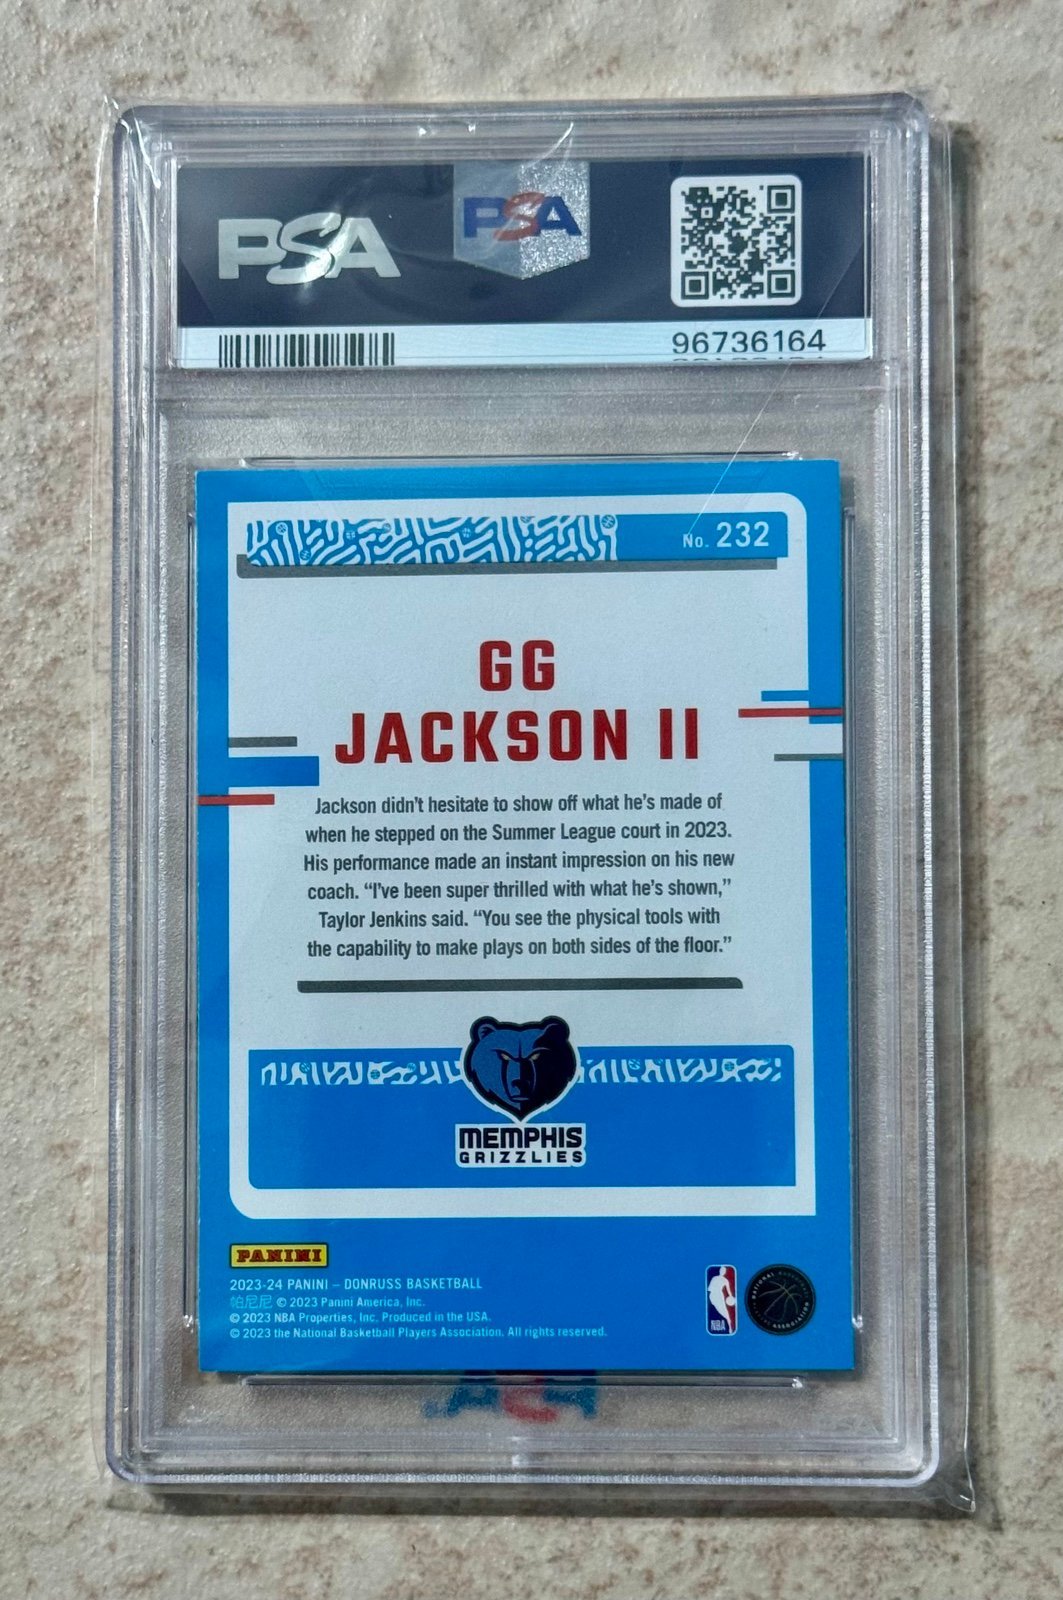 PSA
PSA
96736164
No. 232
GG
JACKSON II
Jackson didn't hesitate to show off what he's made of
when he stepped on the Summer League court in 2023.
His performance made an instant impression on his new
coach. “I've been super thrilled with what he's shown,”
Taylor Jenkins said. “You see the physical tools with
the capability to make plays on both sides of the floor.”
MEMPHIS
GRIZZLIES
PANINI
2023-24 PANINI – DONRUSS BASKETBALL
帕尼尼 © 2023 Panini America, Inc.
© 2023 NBA Properties, Inc. Produced in the USA.
© 2023 the National Basketball Players Association. All rights reserved.
NBA